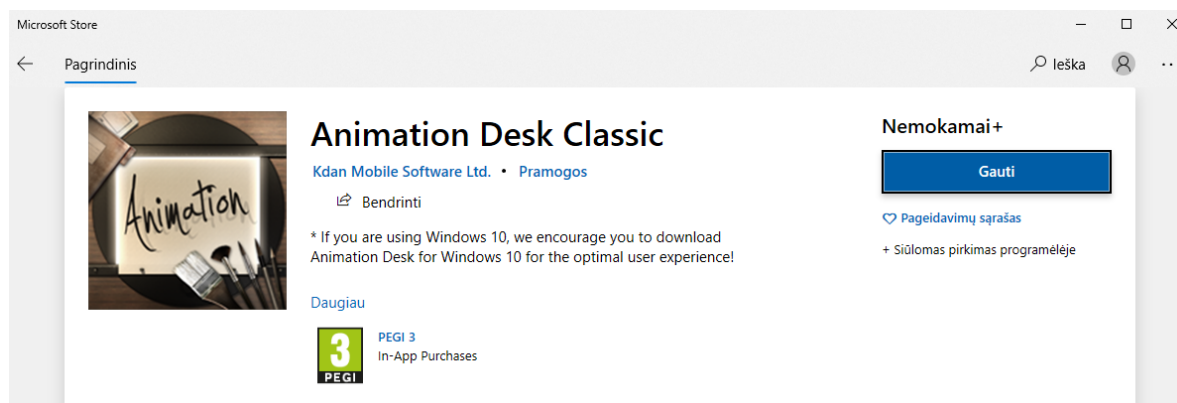 Microsoft Store
Pagrindinis
Ieška
Animation
Animation Desk Classic
Kdan Mobile Software Ltd. • Pramogos
Bendrinti
* If you are using Windows 10, we encourage you to download
Animation Desk for Windows 10 for the optimal user experience!
Daugiau
3
PEGI
PEGI 3
In-App Purchases
Nemokamai+
Gauti
Pageidavimų sąrašas
+ Siūlomas pirkimas programėlėje